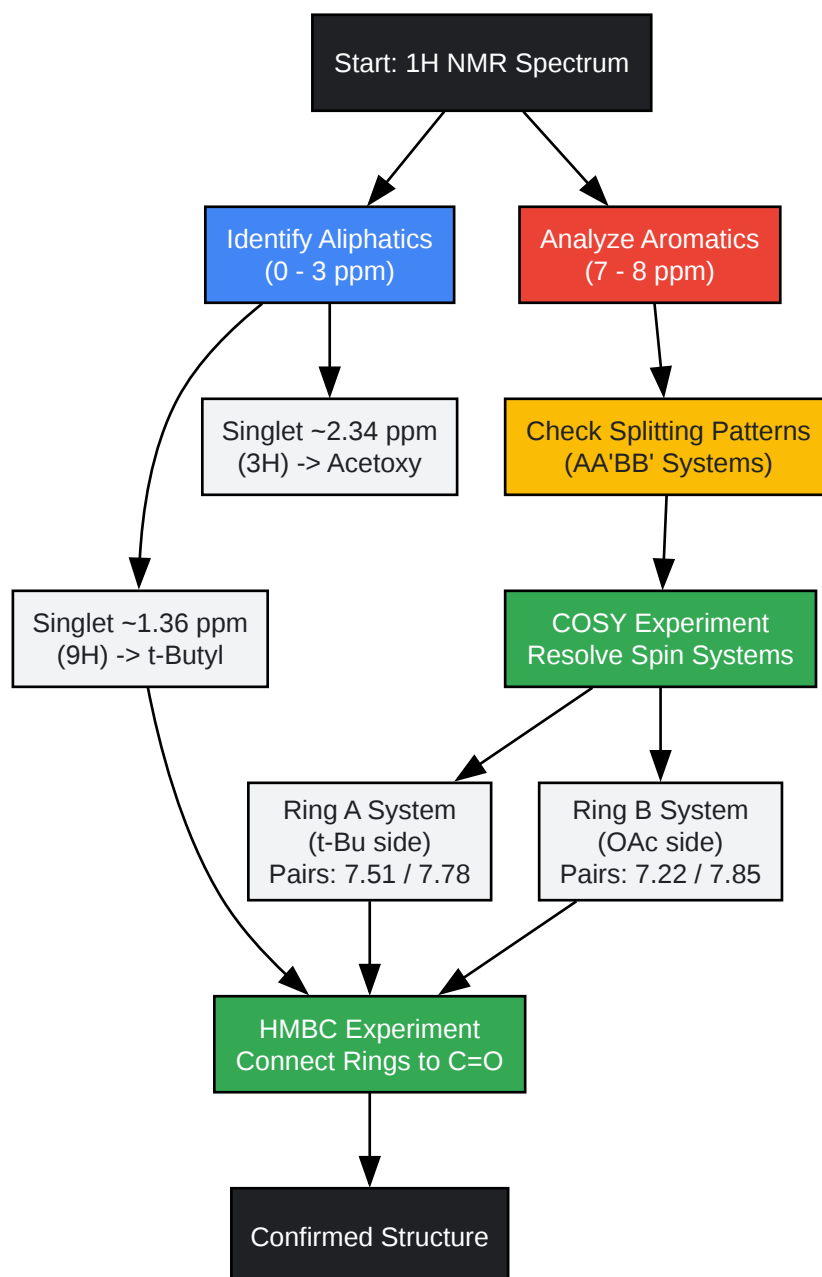 Start: 1H NMR Spectrum
Identify Aliphatics
(0 - 3 ppm)
Analyze Aromatics
(7 - 8 ppm)
Singlet ~2.34 ppm
(3H) -> Acetoxy
Check Splitting Patterns
(AA'BB' Systems)
Singlet ~1.36 ppm
(9H) -> t-Butyl
COSY Experiment
Resolve Spin Systems
Ring A System
(t-Bu side)
Pairs: 7.51 / 7.78
Ring B System
(OAc side)
Pairs: 7.22 / 7.85
HMBC Experiment
Connect Rings to C=O
Confirmed Structure